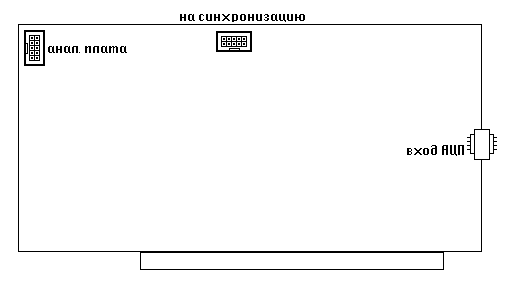 на синхронизацию
анал. плата
вход АЦП